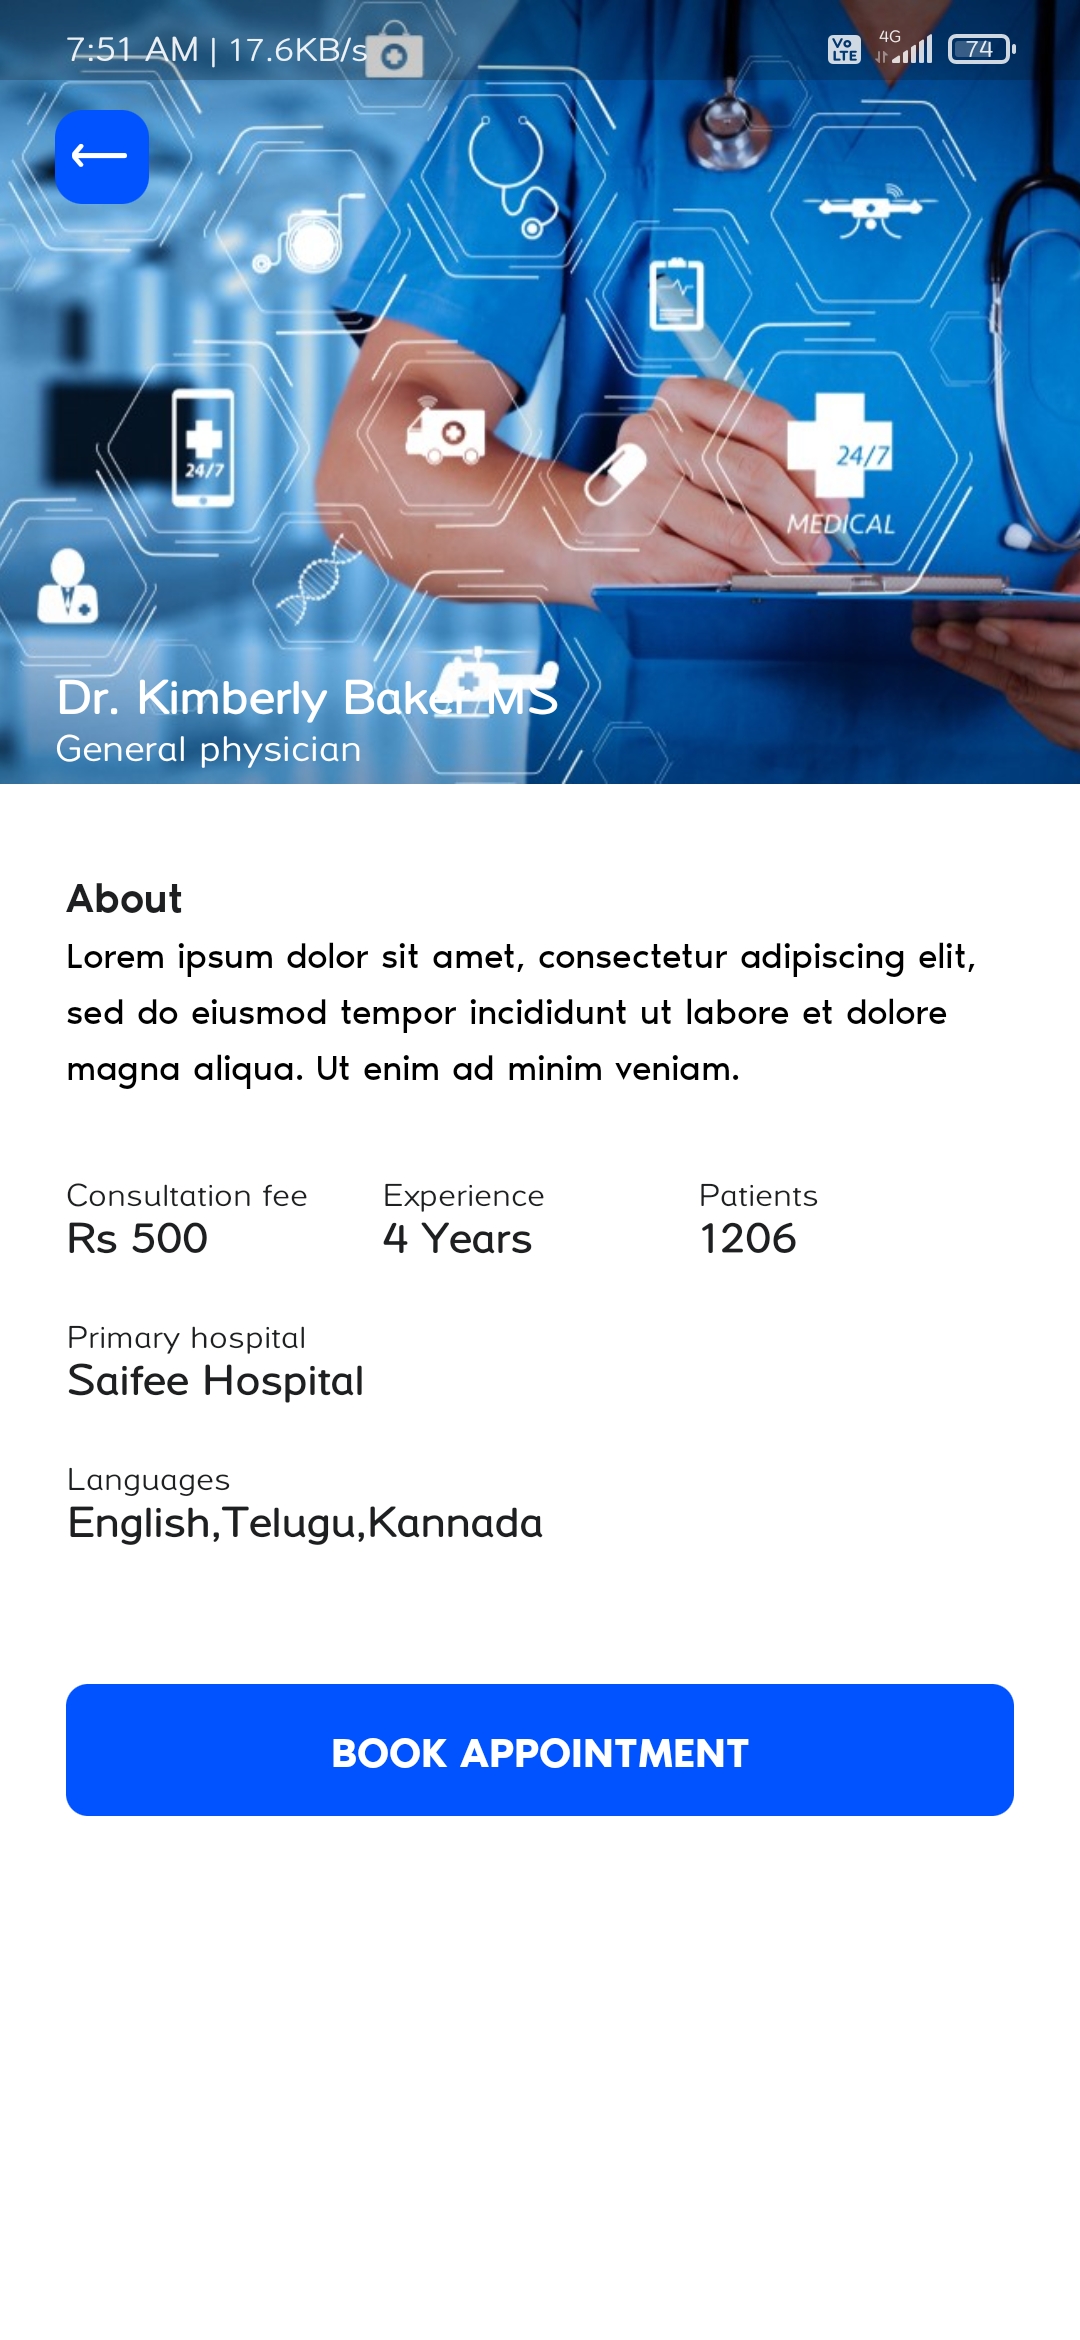 7:51 AM | 17.6KB/s
Vo LTE 4G 74
24/7
24/7
MEDICAL
Dr. Kimberly Baker MS
General physician
About
Lorem ipsum dolor sit amet, consectetur adipiscing elit,
sed do eiusmod tempor incididunt ut labore et dolore
magna aliqua. Ut enim ad minim veniam.
Consultation fee Experience Patients
Rs 500 4 Years 1206
Primary hospital
Saifee Hospital
Languages
English,Telugu,Kannada
BOOK APPOINTMENT